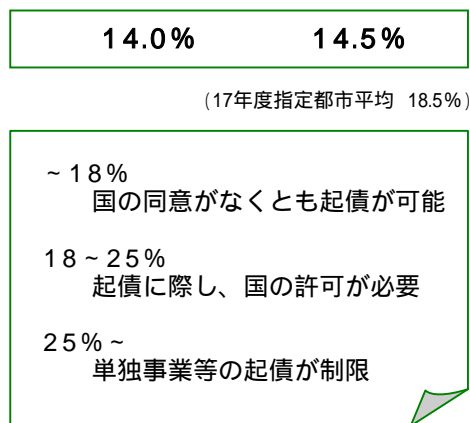 14.0% 14.5%
(17年度指定都市平均 18.5%)
~18%
国の同意がなくとも起債が可能
18~25%
起債に際し、国の許可が必要
25%~
単独事業等の起債が制限